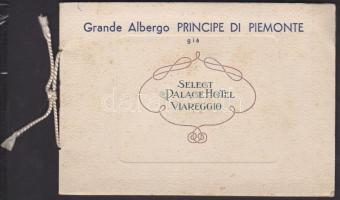 Grande Albergo PRINCIPE DI PIEMONTE
già
SELECT
PALACE HOTEL
VIAREGGIO